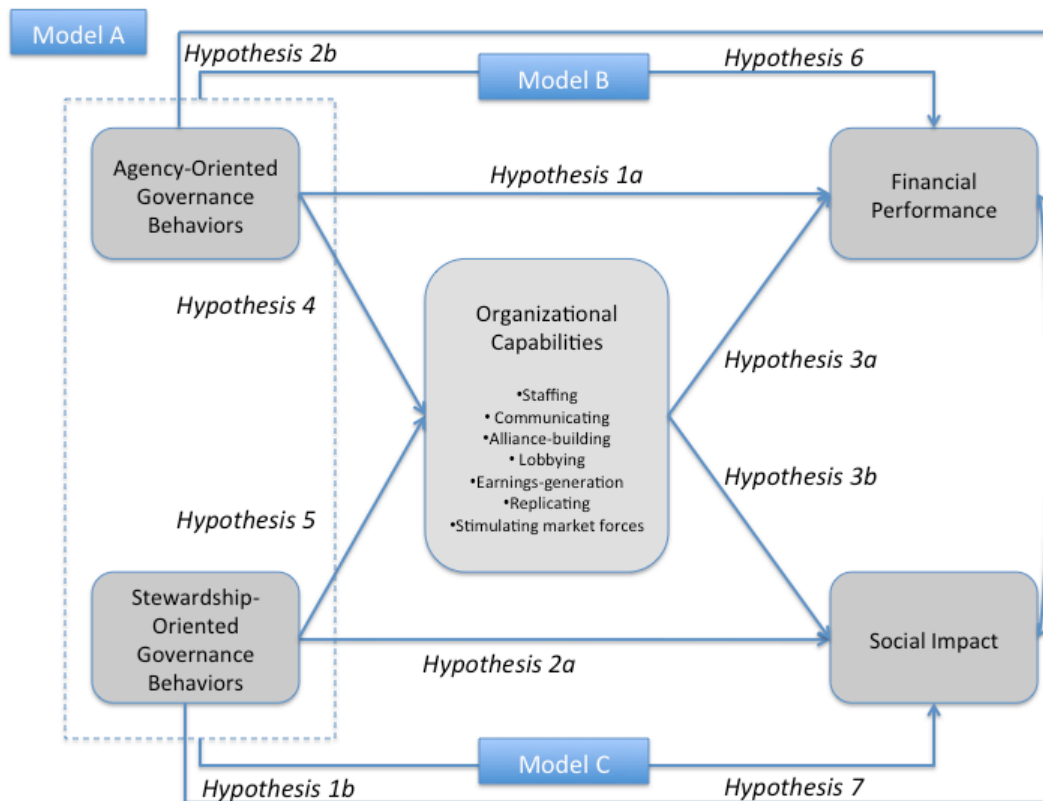 Model A
Hypothesis 2b
Model B
Hypothesis 6
Agency-Oriented
Governance
Behaviors
Hypothesis 1a
Financial
Performance
Hypothesis 4
Organizational
Capabilities
•Staffing
• Communicating
•Alliance-building
• Lobbying
•Earnings-generation
•Replicating
•Stimulating market forces
Hypothesis 3a
Hypothesis 3b
Hypothesis 5
Stewardship-
Oriented
Governance
Behaviors
Hypothesis 2a
Social Impact
Model C
Hypothesis 1b
Hypothesis 7